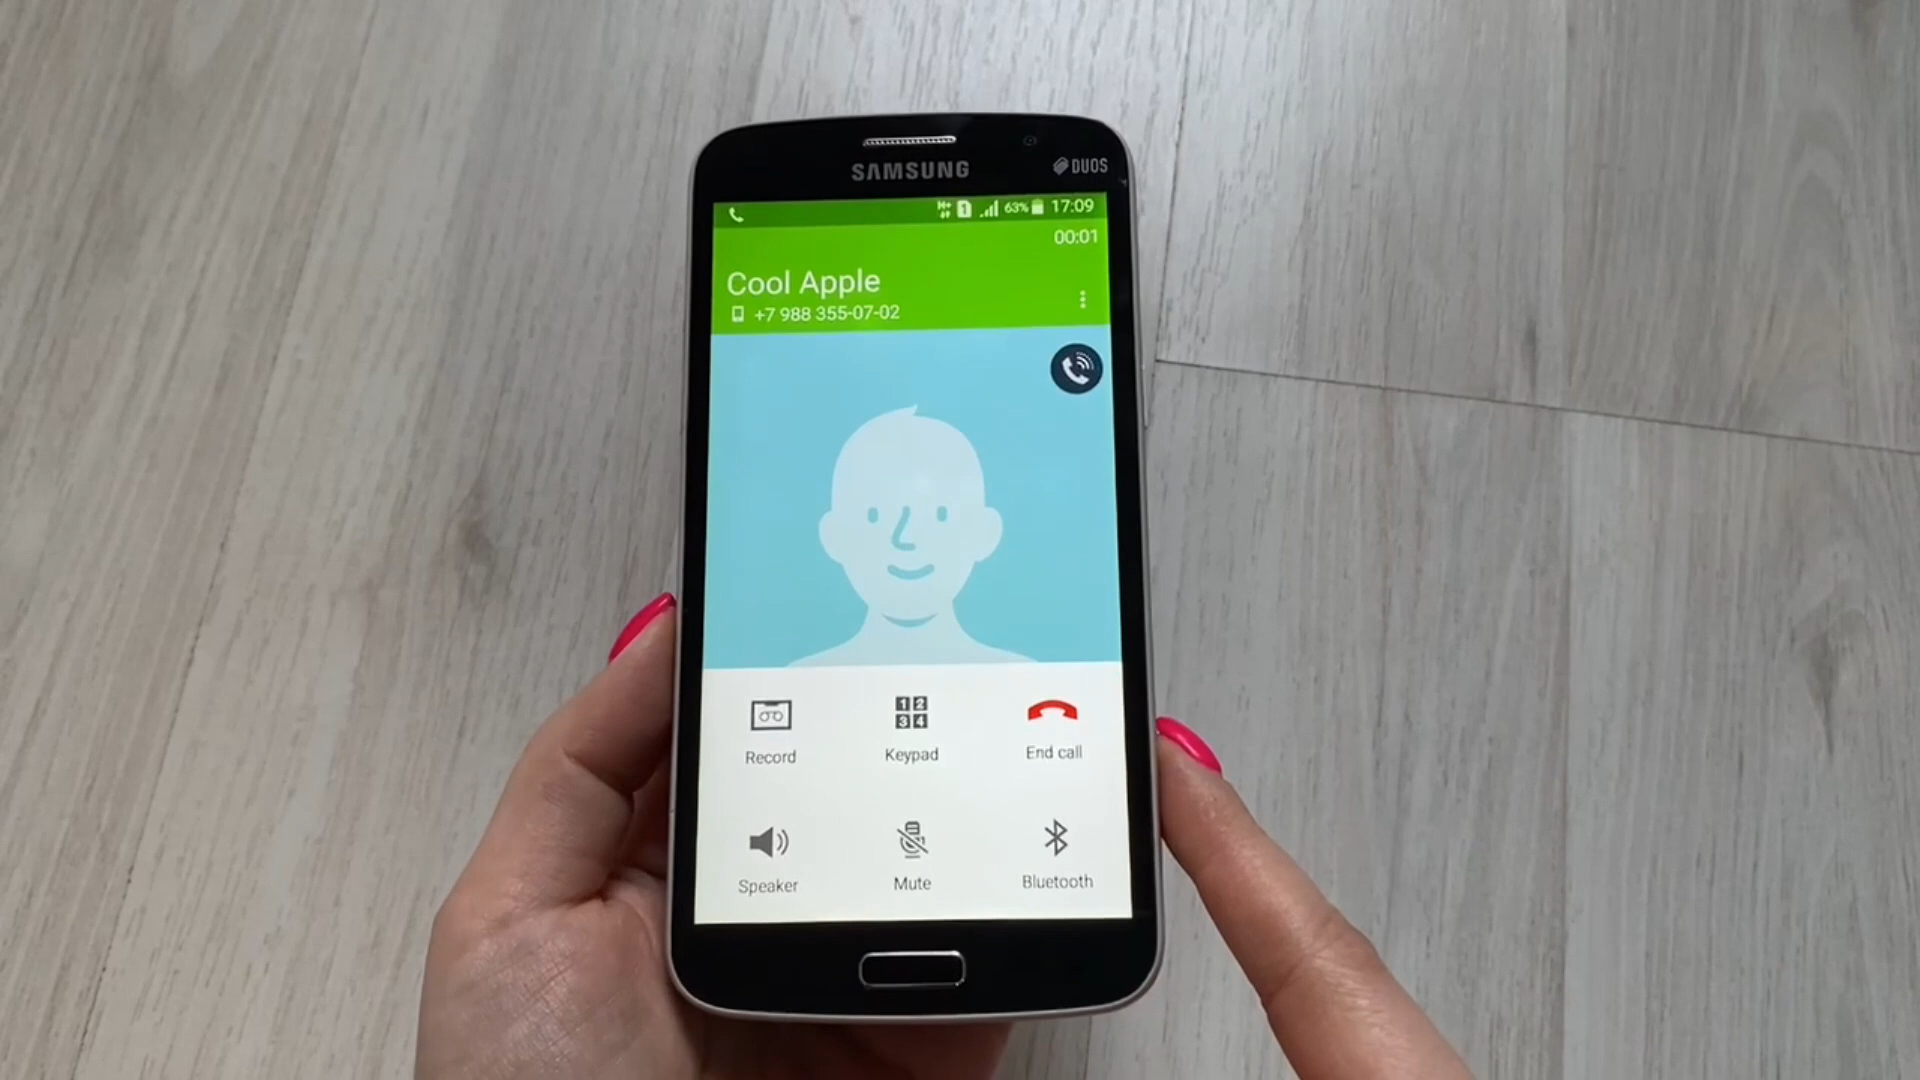 SAMSUNG
DUOS
H+ 1 63% 17:09
00:01
Cool Apple
+7 988 355-07-02
1 2
3 4
Record
Keypad
End call
Speaker
Mute
Bluetooth